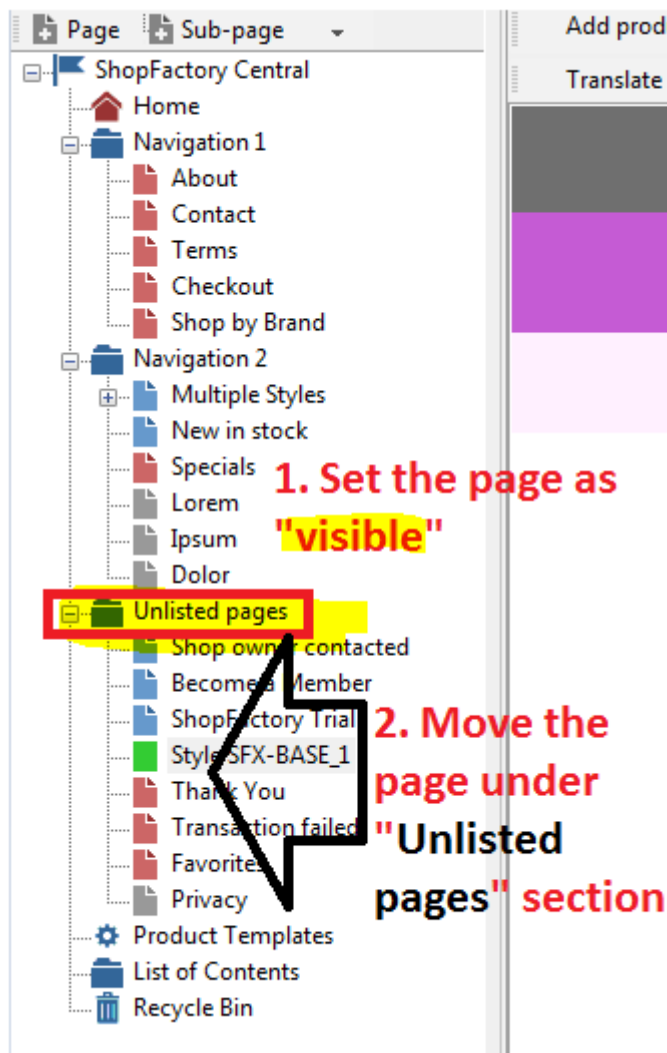 Page Sub-page
Add prod
Translate
ShopFactory Central
Home
Navigation 1
About
Contact
Terms
Checkout
Shop by Brand
Navigation 2
Multiple Styles
New in stock
Specials
Lorem
Ipsum
Dolor
1. Set the page as
"visible"
Unlisted pages
Shop owner contacted
Become a Member
ShopFactory Trial
Style SFX-BASE_1
Thank You
Transaction failed
Favorites
Privacy
2. Move the
page under
"Unlisted
pages" section
Product Templates
List of Contents
Recycle Bin